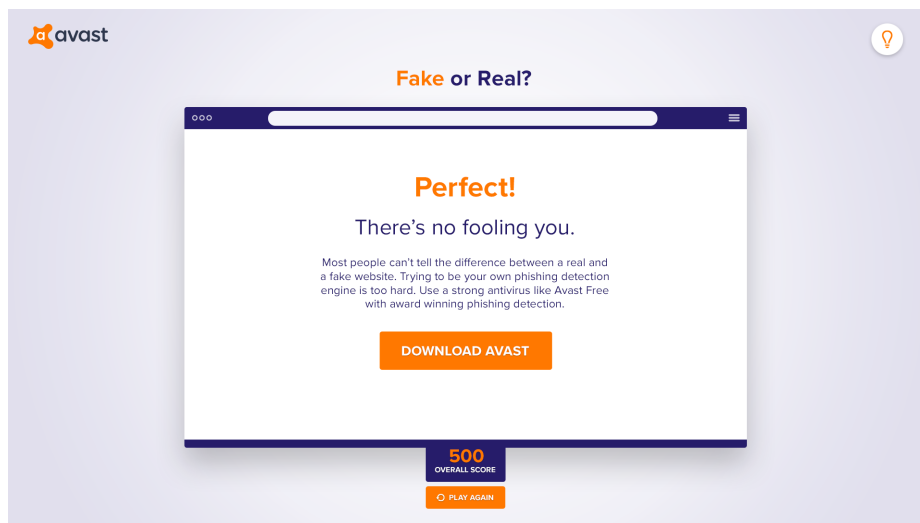 avast
Fake or Real?
Perfect!
There's no fooling you.
Most people can't tell the difference between a real and
a fake website. Trying to be your own phishing detection
engine is too hard. Use a strong antivirus like Avast Free
with award winning phishing detection.
DOWNLOAD AVAST
500
OVERALL SCORE
PLAY AGAIN